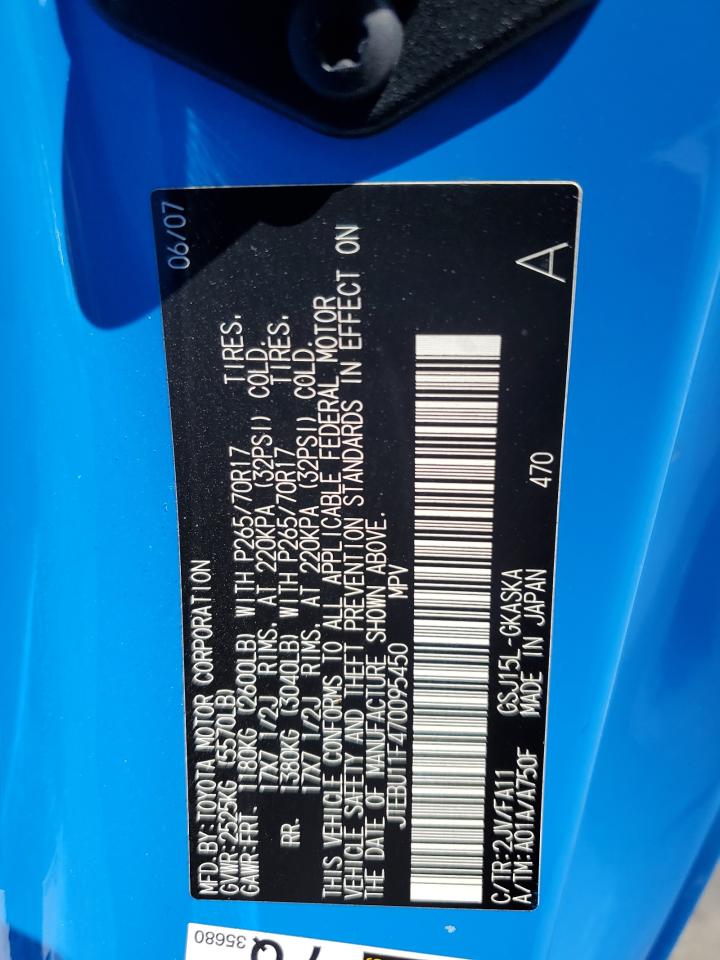 06/07
MFD. BY: TOYOTA MOTOR CORPORATION
GVWR: 2525KG (5570LB)
GAWR: FRT- 1180KG (2600LB) WITH P265/70R17 TIRES,
17X7 1/2J RIMS, AT 220KPA (32PSI) COLD.
RR. 1380KG (3040LB) WITH P265/70R17 TIRES,
17X7 1/2J RIMS, AT 220KPA (32PSI) COLD.
THIS VEHICLE CONFORMS TO ALL APPLICABLE FEDERAL MOTOR
VEHICLE SAFETY AND THEFT PREVENTION STANDARDS IN EFFECT ON
THE DATE OF MANUFACTURE SHOWN ABOVE.
JTEBU11F470095450 MPV
C/TR: 2JV/FA11 GSJ15L-GKASKA 470 A
A/TM: A01A/A750F MADE IN JAPAN
35680